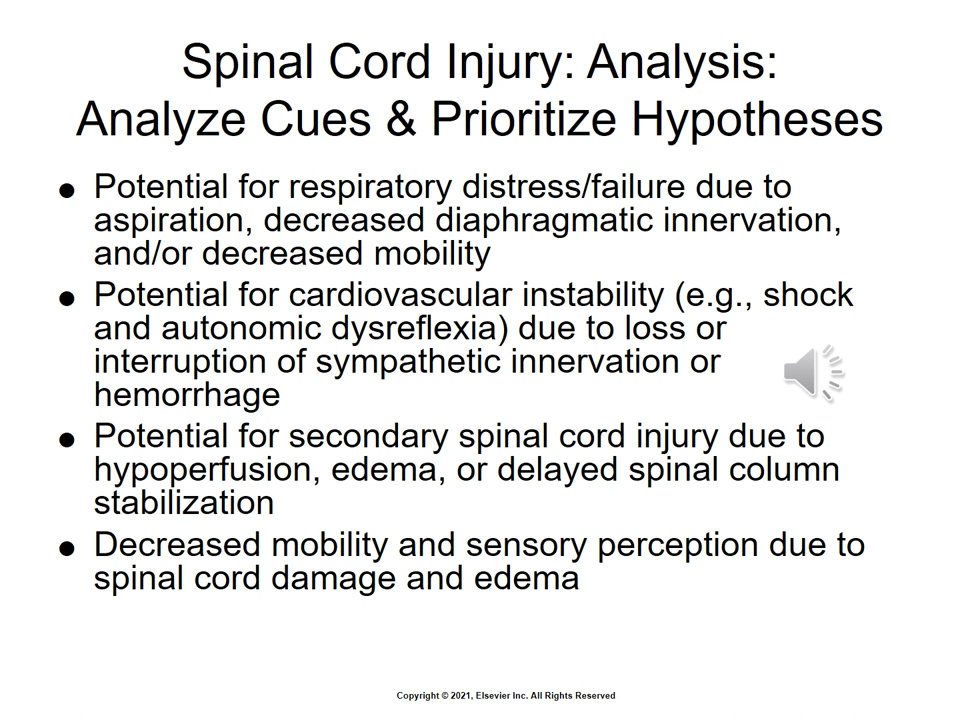 Spinal Cord Injury: Analysis:
Analyze Cues & Prioritize Hypotheses
● Potential for respiratory distress/failure due to
aspiration, decreased diaphragmatic innervation,
and/or decreased mobility
● Potential for cardiovascular instability (e.g., shock
and autonomic dysreflexia) due to loss or
interruption of sympathetic innervation or
hemorrhage
● Potential for secondary spinal cord injury due to
hypoperfusion, edema, or delayed spinal column
stabilization
● Decreased mobility and sensory perception due to
spinal cord damage and edema
Copyright © 2021, Elsevier Inc. All Rights Reserved